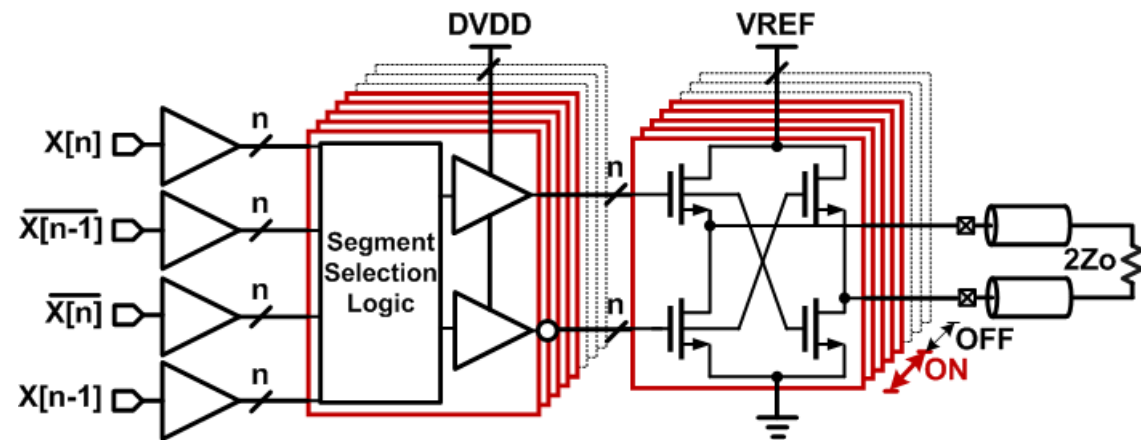 DVDD
VREF
X[n]
n
n
X[n-1]
n
Segment
Selection
Logic
2Zo
X[n]
n
n
OFF
ON
X[n-1]
n